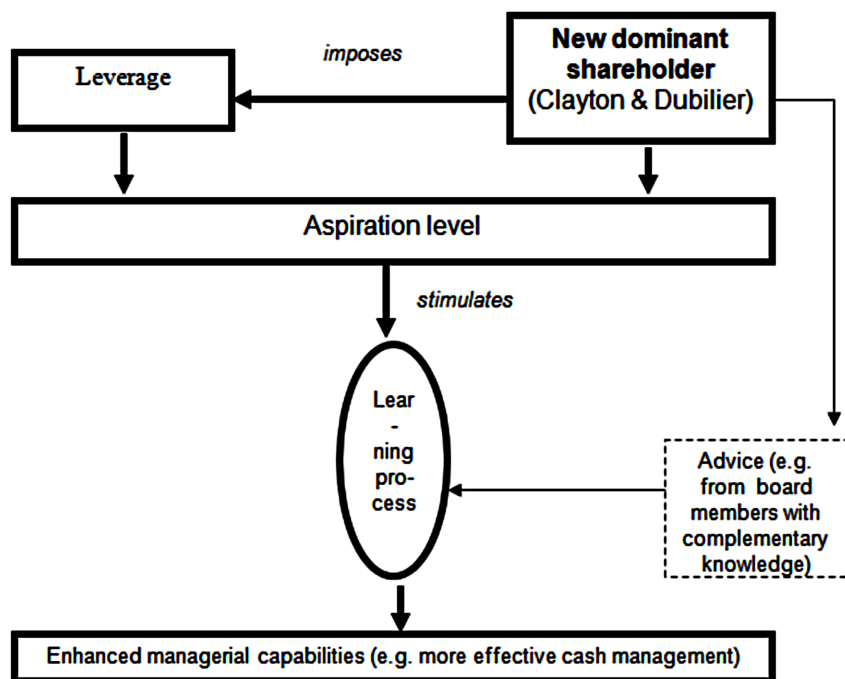 imposes
New dominant
shareholder
(Clayton & Dubilier)
Leverage
Aspiration level
stimulates
Lear
-
ning
pro-
cess
Advice (e.g.
from board
members with
complementary
knowledge)
Enhanced managerial capabilities (e.g. more effective cash management)